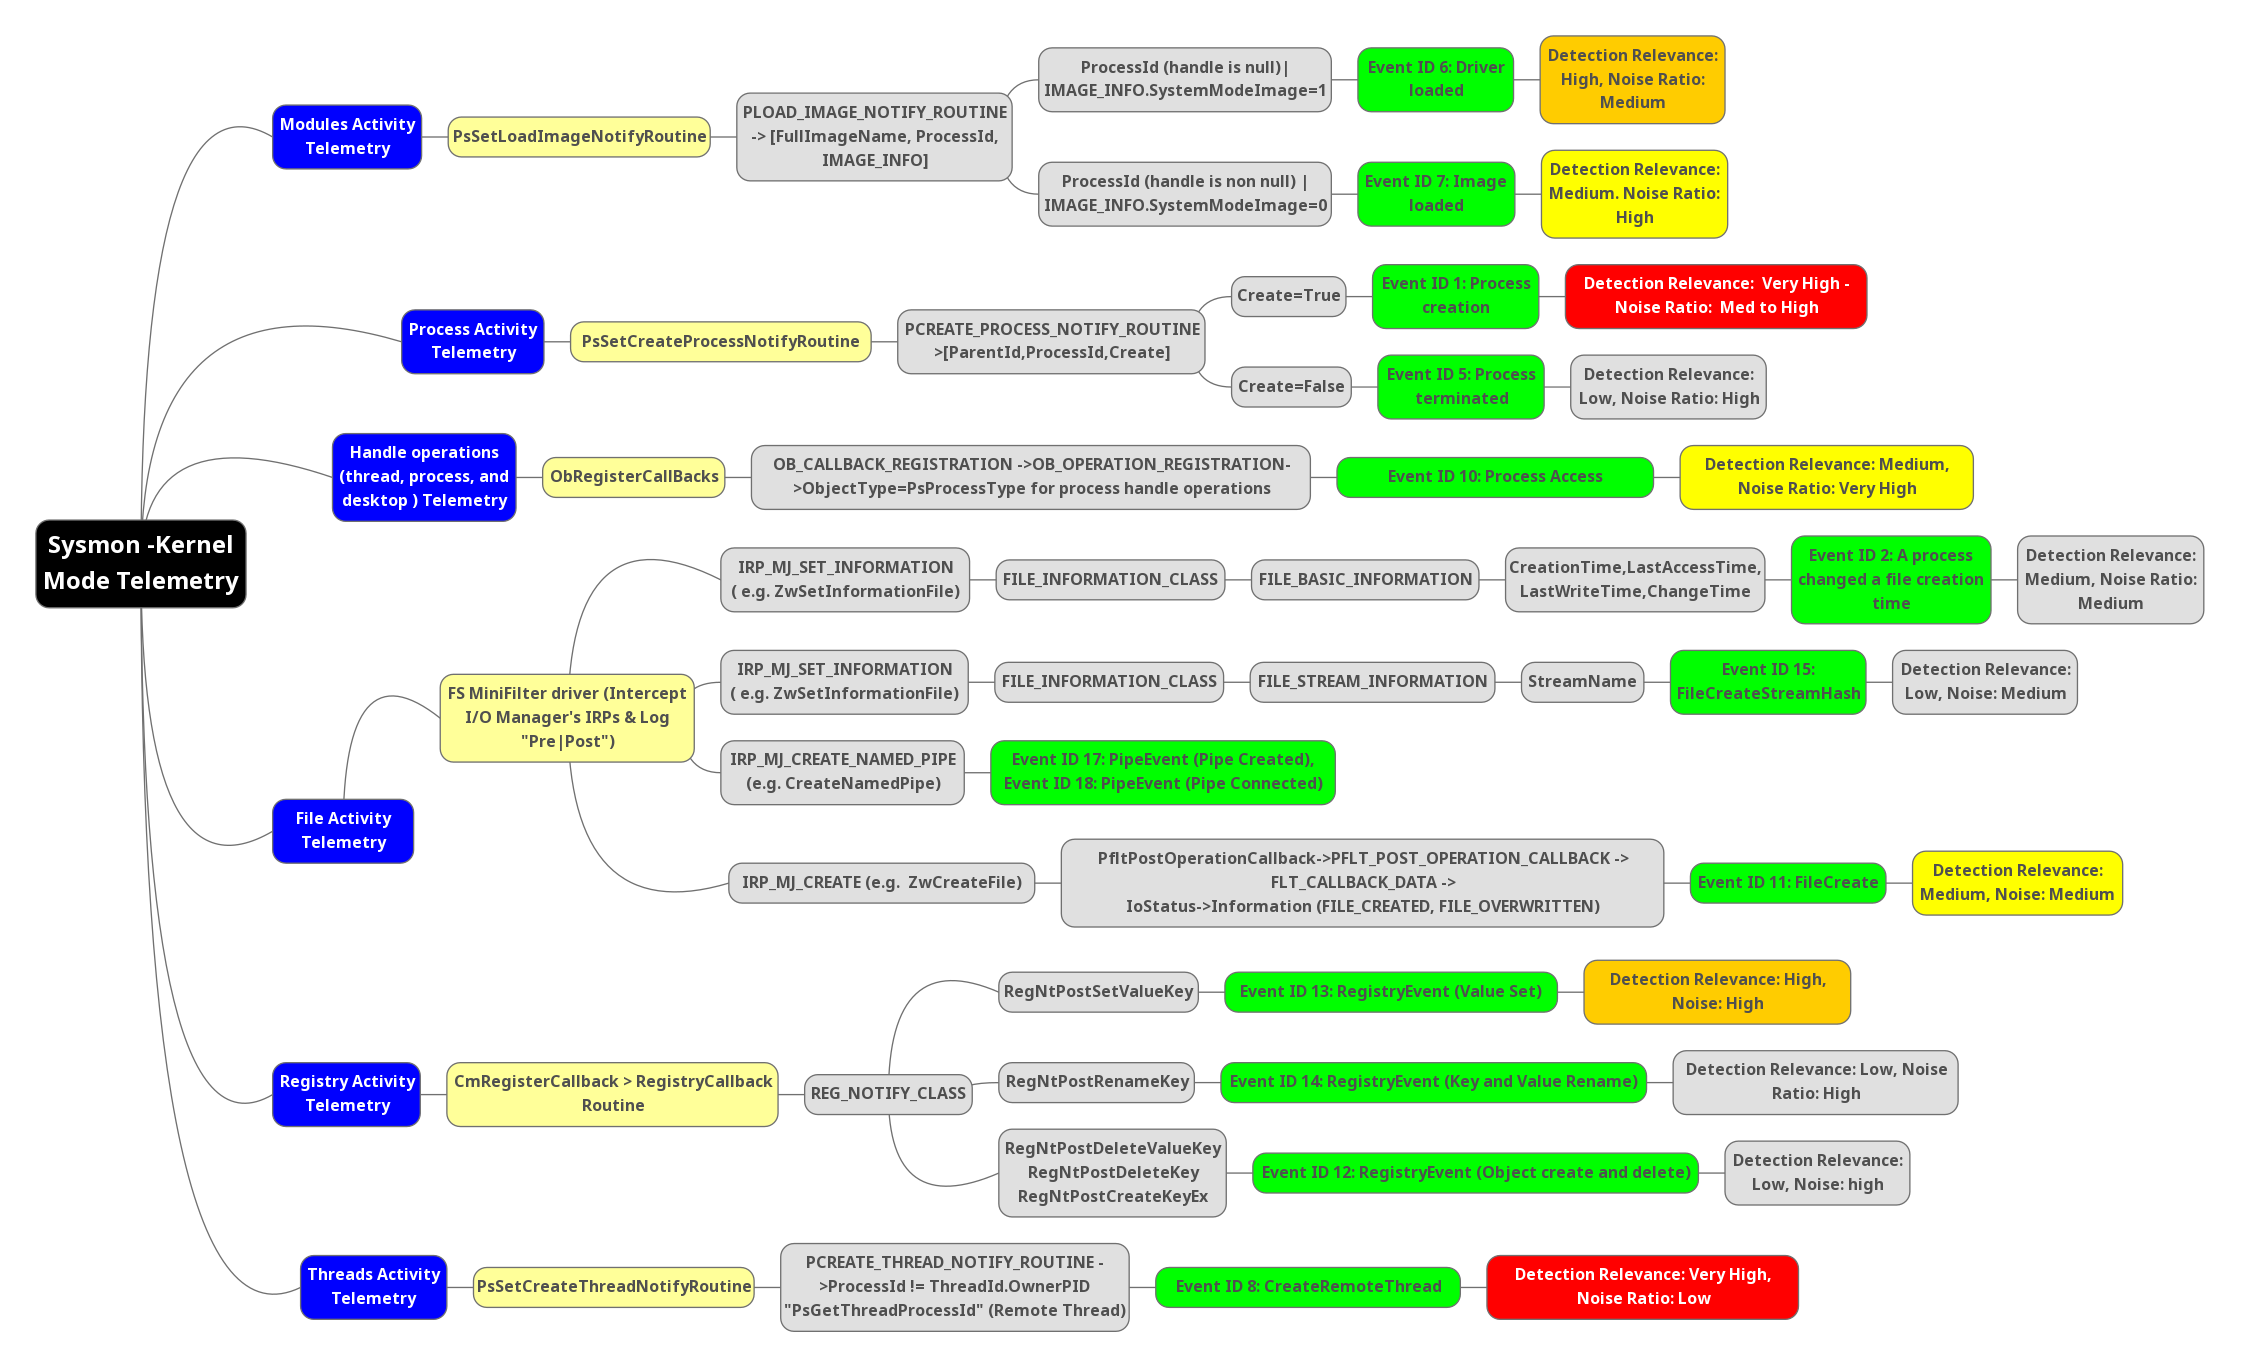 Sysmon -Kernel
Mode Telemetry
Modules Activity
Telemetry
PsSetLoadImageNotifyRoutine
PLOAD_IMAGE_NOTIFY_ROUTINE
-> [FullImageName, ProcessId,
IMAGE_INFO]
ProcessId (handle is null)|
IMAGE_INFO.SystemModeImage=1
Event ID 6: Driver
loaded
Detection Relevance:
High, Noise Ratio:
Medium
ProcessId (handle is non null) |
IMAGE_INFO.SystemModeImage=0
Event ID 7: Image
loaded
Detection Relevance:
Medium. Noise Ratio:
High
Process Activity
Telemetry
PsSetCreateProcessNotifyRoutine
PCREATE_PROCESS_NOTIFY_ROUTINE
>[ParentId,ProcessId,Create]
Create=True
Event ID 1: Process
creation
Detection Relevance:  Very High -
Noise Ratio:  Med to High
Create=False
Event ID 5: Process
terminated
Detection Relevance:
Low, Noise Ratio: High
Handle operations
(thread, process, and
desktop ) Telemetry
ObRegisterCallBacks
OB_CALLBACK_REGISTRATION ->OB_OPERATION_REGISTRATION-
>ObjectType=PsProcessType for process handle operations
Event ID 10: Process Access
Detection Relevance: Medium,
Noise Ratio: Very High
File Activity
Telemetry
FS MiniFilter driver (Intercept
I/O Manager's IRPs & Log
"Pre|Post")
IRP_MJ_SET_INFORMATION
( e.g. ZwSetInformationFile)
FILE_INFORMATION_CLASS
FILE_BASIC_INFORMATION
CreationTime,LastAccessTime,
LastWriteTime,ChangeTime
Event ID 2: A process
changed a file creation
time
Detection Relevance:
Medium, Noise Ratio:
Medium
IRP_MJ_SET_INFORMATION
( e.g. ZwSetInformationFile)
FILE_INFORMATION_CLASS
FILE_STREAM_INFORMATION
StreamName
Event ID 15:
FileCreateStreamHash
Detection Relevance:
Low, Noise: Medium
IRP_MJ_CREATE_NAMED_PIPE
(e.g. CreateNamedPipe)
Event ID 17: PipeEvent (Pipe Created),
Event ID 18: PipeEvent (Pipe Connected)
IRP_MJ_CREATE (e.g.  ZwCreateFile)
PfltPostOperationCallback->PFLT_POST_OPERATION_CALLBACK ->
FLT_CALLBACK_DATA ->
IoStatus->Information (FILE_CREATED, FILE_OVERWRITTEN)
Event ID 11: FileCreate
Detection Relevance:
Medium, Noise: Medium
Registry Activity
Telemetry
CmRegisterCallback > RegistryCallback
Routine
REG_NOTIFY_CLASS
RegNtPostSetValueKey
Event ID 13: RegistryEvent (Value Set)
Detection Relevance: High,
Noise: High
RegNtPostRenameKey
Event ID 14: RegistryEvent (Key and Value Rename)
Detection Relevance: Low, Noise
Ratio: High
RegNtPostDeleteValueKey
RegNtPostDeleteKey
RegNtPostCreateKeyEx
Event ID 12: RegistryEvent (Object create and delete)
Detection Relevance:
Low, Noise: high
Threads Activity
Telemetry
PsSetCreateThreadNotifyRoutine
PCREATE_THREAD_NOTIFY_ROUTINE -
>ProcessId != ThreadId.OwnerPID
"PsGetThreadProcessId" (Remote Thread)
Event ID 8: CreateRemoteThread
Detection Relevance: Very High,
Noise Ratio: Low